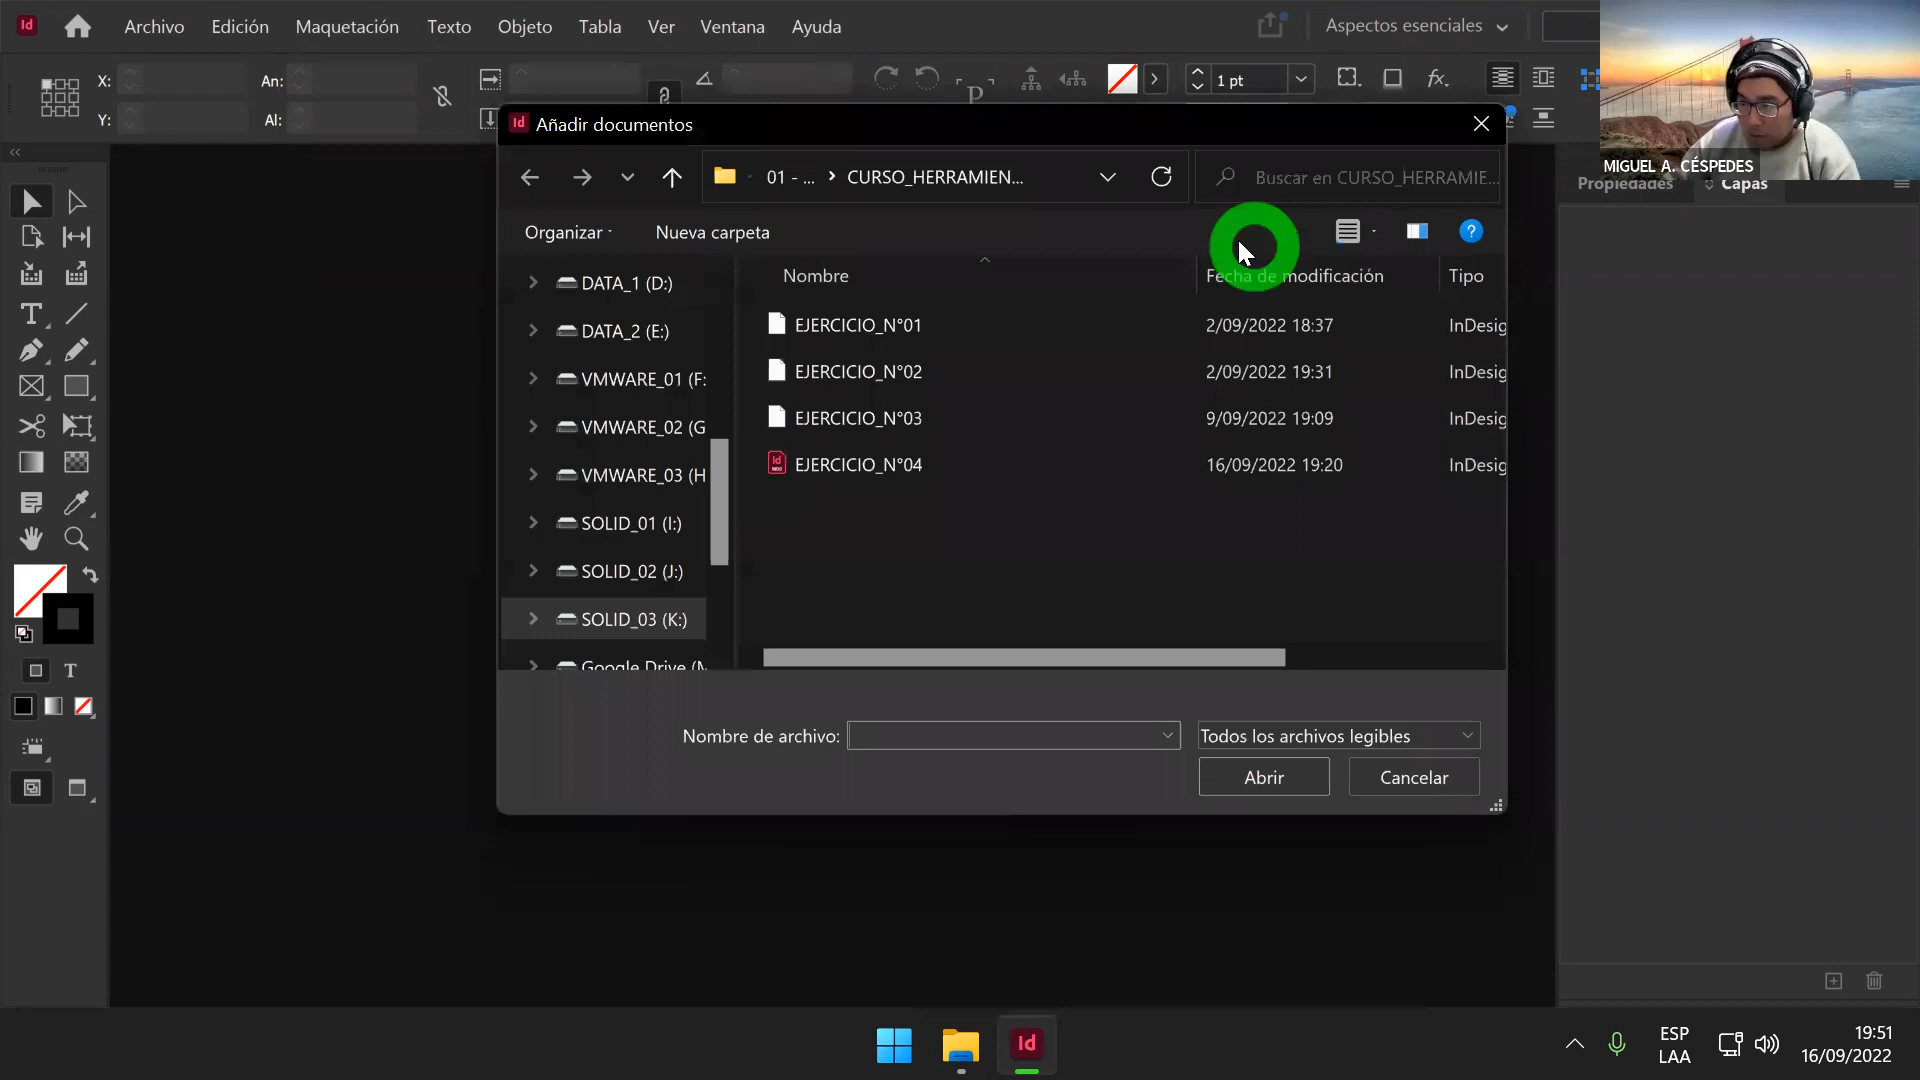 Id Archivo Edición Maquetación Texto Objeto Tabla Ver Ventana Ayuda Aspectos esenciales
X: An: 1 pt
Y: Al:
MIGUEL A. CÉSPEDES
Propiedades Capas
Id Añadir documentos
01 - ... CURSO_HERRAMIEN... Buscar en CURSO_HERRAMIE...
Organizar Nueva carpeta
Nombre Fecha de modificación Tipo
DATA_1 (D:)
DATA_2 (E:)
VMWARE_01 (F:
VMWARE_02 (G
VMWARE_03 (H
SOLID_01 (I:)
SOLID_02 (J:)
SOLID_03 (K:)
Google Drive (M
EJERCICIO_N°01 2/09/2022 18:37 InDesig
EJERCICIO_N°02 2/09/2022 19:31 InDesig
EJERCICIO_N°03 9/09/2022 19:09 InDesig
EJERCICIO_N°04 16/09/2022 19:20 InDesig
Nombre de archivo: Todos los archivos legibles
Abrir Cancelar
Id
ESP
LAA
19:51
16/09/2022